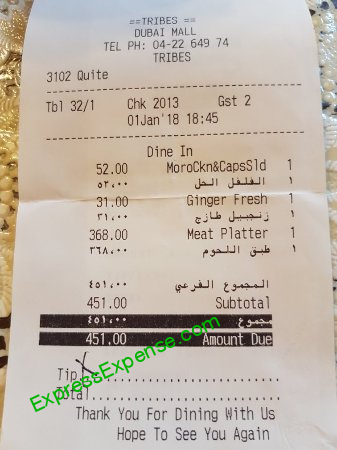 ==TRIBES ==
DUBAI MALL
TEL PH: 04-22 649 74
TRIBES
3102 Quite
Tbl 32/1 Chk 2013 Gst 2
01Jan'18 18:45
Dine In
52.00 MoroCkn&CapsSld 1
٥٢،٠٠ الفلفل الحل 1
31.00 Ginger Fresh 1
٣١،٠٠ زنجبيل طازج 1
368.00 Meat Platter 1
٣٦٨،٠٠ طبق اللحوم 1
٤٥١،٠٠ المجموع الفرعي
451.00 Subtotal
٤٥١،٠٠ مجموع
451.00 Amount Due
Tip
Total
ExpressExpense.com
Thank You For Dining With Us
Hope To See You Again